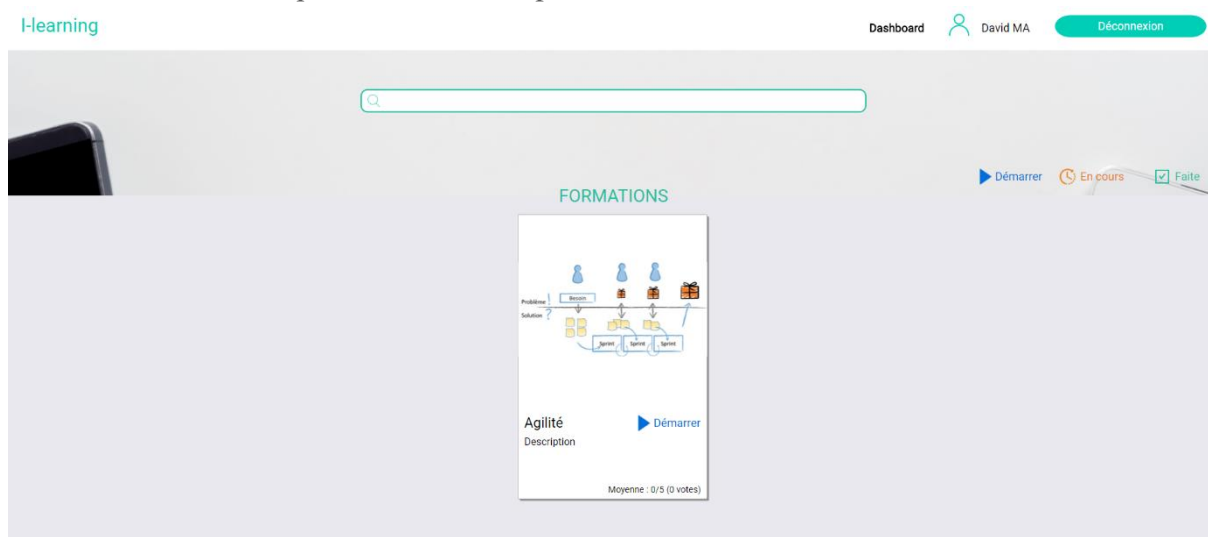 I-learning
Dashboard
David MA
Déconnexion
Démarrer
En cours
Faite
FORMATIONS
Problème !
Besoin
Solution ?
Sprint
Sprint
Sprint
Agilité
Démarrer
Description
Moyenne : 0/5 (0 votes)